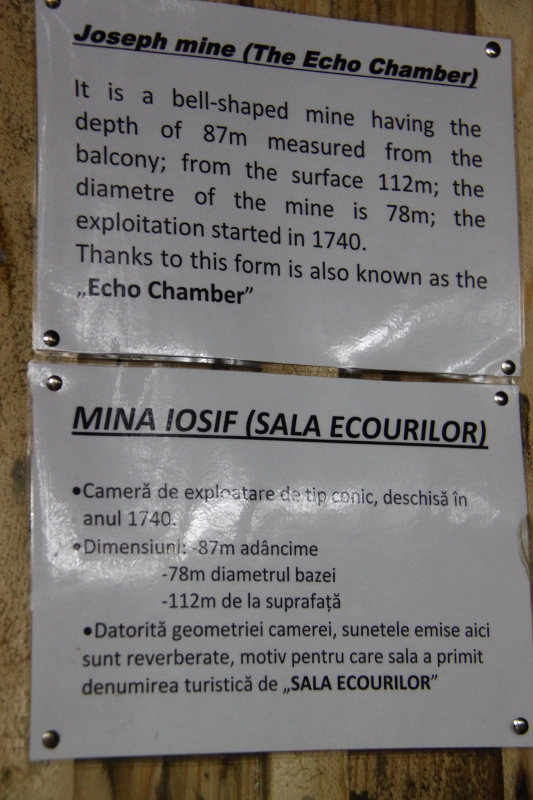 Joseph mine (The Echo Chamber)
It is a bell-shaped mine having the
depth of 87m measured from the
balcony; from the surface 112m; the
diametre of the mine is 78m; the
exploitation started in 1740.
Thanks to this form is also known as the
„Echo Chamber”
MINA IOSIF (SALA ECOURILOR)
•Cameră de exploatare de tip conic, deschisă în
anul 1740.
•Dimensiuni: -87m adâncime
-78m diametrul bazei
-112m de la suprafață
•Datorită geometriei camerei, sunetele emise aici
sunt reverberate, motiv pentru care sala a primit
denumirea turistică de „SALA ECOURILOR”